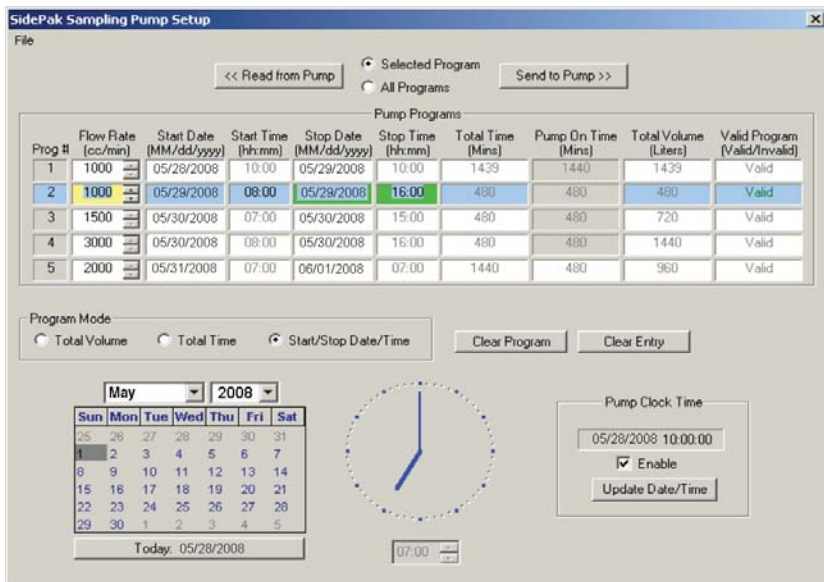 SidePak Sampling Pump Setup
File
<< Read from Pump
Selected Program
All Programs
Send to Pump >>
Pump Programs
Prog # Flow Rate (cc/min) Start Date (MM/dd/yyyy) Start Time (hh:mm) Stop Date (MM/dd/yyyy) Stop Time (hh:mm) Total Time (Mins) Pump On Time (Mins) Total Volume (Liters) Valid Program (Valid/Invalid)
1 1000 05/28/2008 10:00 05/29/2008 10:00 1439 1440 1439 Valid
2 1000 05/29/2008 08:00 05/29/2008 16:00 480 480 480 Valid
3 1500 05/30/2008 07:00 05/30/2008 15:00 480 480 720 Valid
4 3000 05/30/2008 08:00 05/30/2008 16:00 480 480 1440 Valid
5 2000 05/31/2008 07:00 06/01/2008 07:00 1440 480 960 Valid
Program Mode
Total Volume Total Time Start/Stop Date/Time
Clear Program Clear Entry
May 2008
Sun Mon Tue Wed Thu Fri Sat
25 26 27 28 29 30 31
1 2 3 4 5 6 7
8 9 10 11 12 13 14
15 16 17 18 19 20 21
22 23 24 25 26 27 28
29 30 1 2 3 4 5
Today: 05/28/2008
07:00
Pump Clock Time
05/28/2008 10:00:00
Enable
Update Date/Time